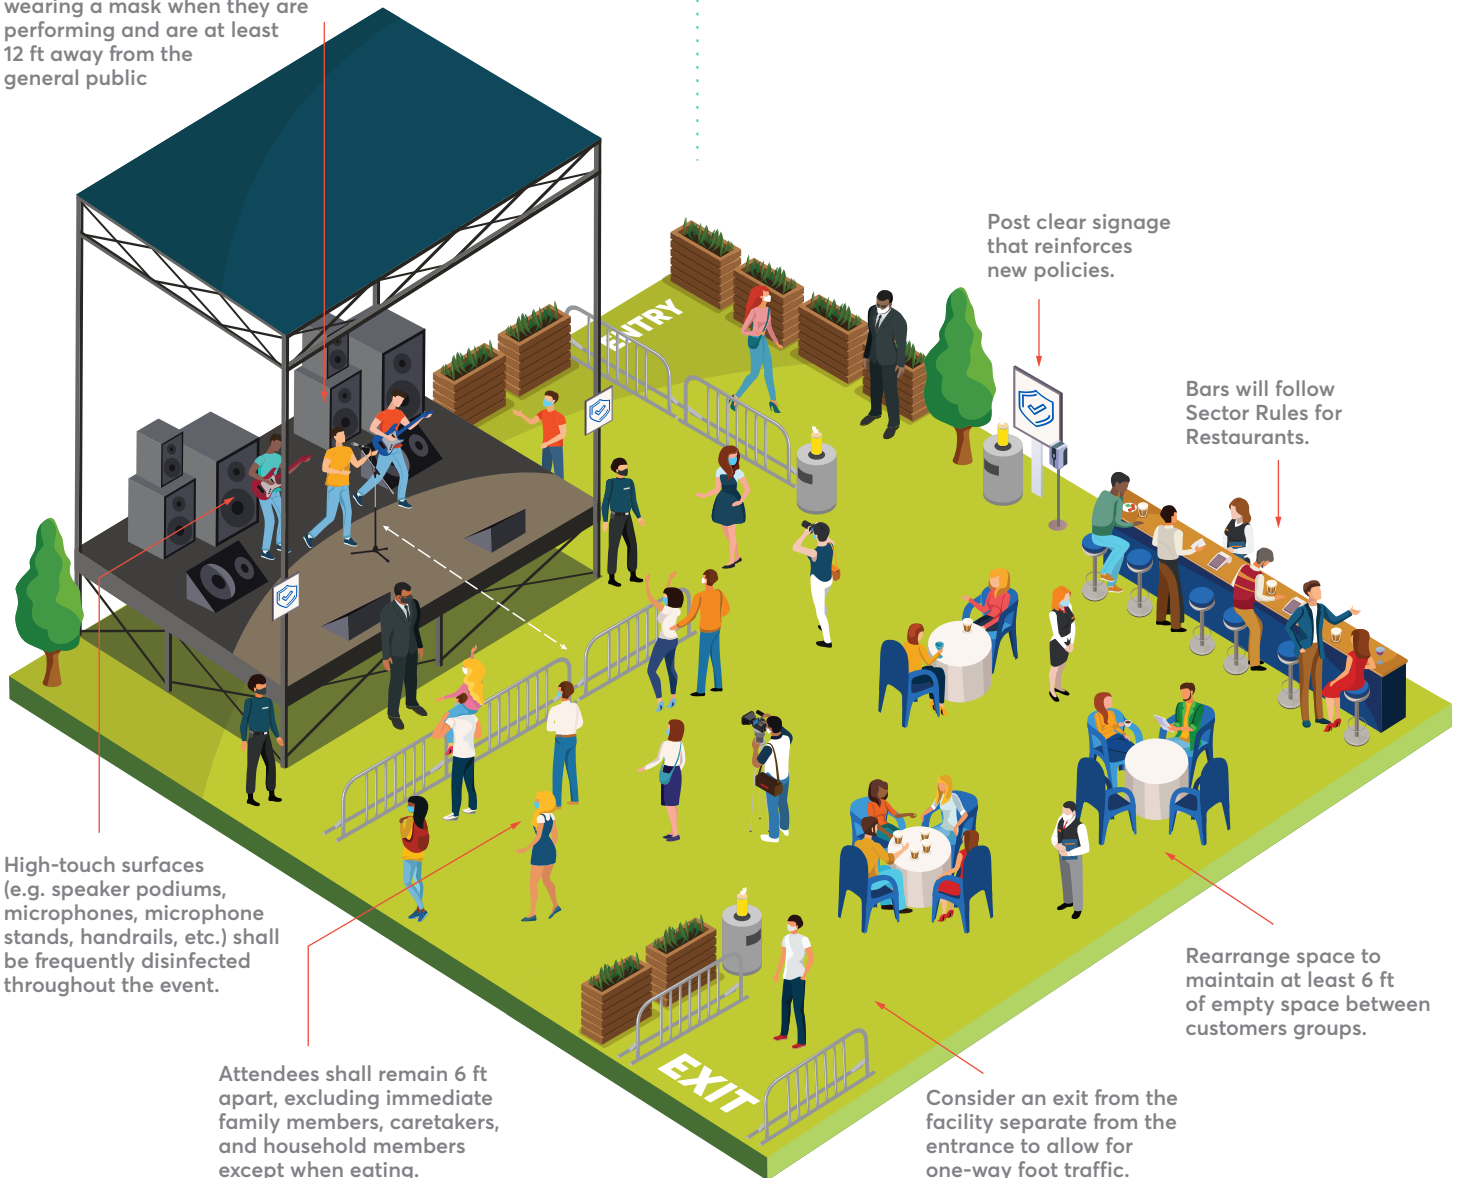 wearing a mask when they are
performing and are at least
12 ft away from the
general public
Post clear signage
that reinforces
new policies.
ENTRY
Bars will follow
Sector Rules for
Restaurants.
High-touch surfaces
(e.g. speaker podiums,
microphones, microphone
stands, handrails, etc.) shall
be frequently disinfected
throughout the event.
Rearrange space to
maintain at least 6 ft
of empty space between
customers groups.
EXIT
Attendees shall remain 6 ft
apart, excluding immediate
family members, caretakers,
and household members
except when eating.
Consider an exit from the
facility separate from the
entrance to allow for
one-way foot traffic.